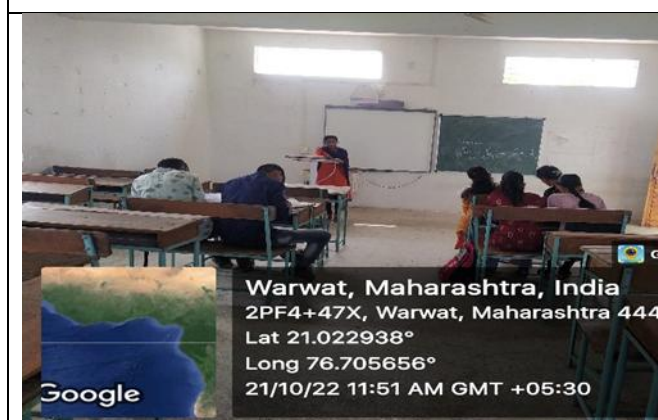 Warwat, Maharashtra, India
2PF4+47X, Warwat, Maharashtra 444
Lat 21.022938°
Long 76.705656°
21/10/22 11:51 AM GMT +05:30
Google